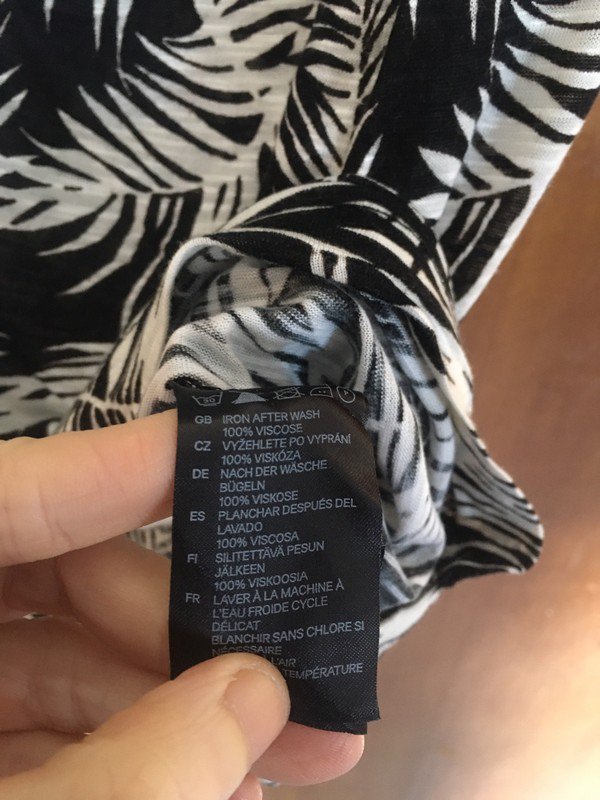 30
GB IRON AFTER WASH
100% VISCOSE
CZ VYŽEHLETE PO VYPRÁNÍ
100% VISKÓZA
DE NACH DER WÄSCHE
BÜGELN
100% VISKOSE
ES PLANCHAR DESPUÉS DEL
LAVADO
100% VISCOSA
FI SILITETTÄVÄ PESUN
JÄLKEEN
100% VISKOOSIA
FR LAVER À LA MACHINE À
L'EAU FROIDE CYCLE
DÉLICAT
BLANCHIR SANS CHLORE SI
NÉCESSAIRE
L'AIR
TEMPÉRATURE